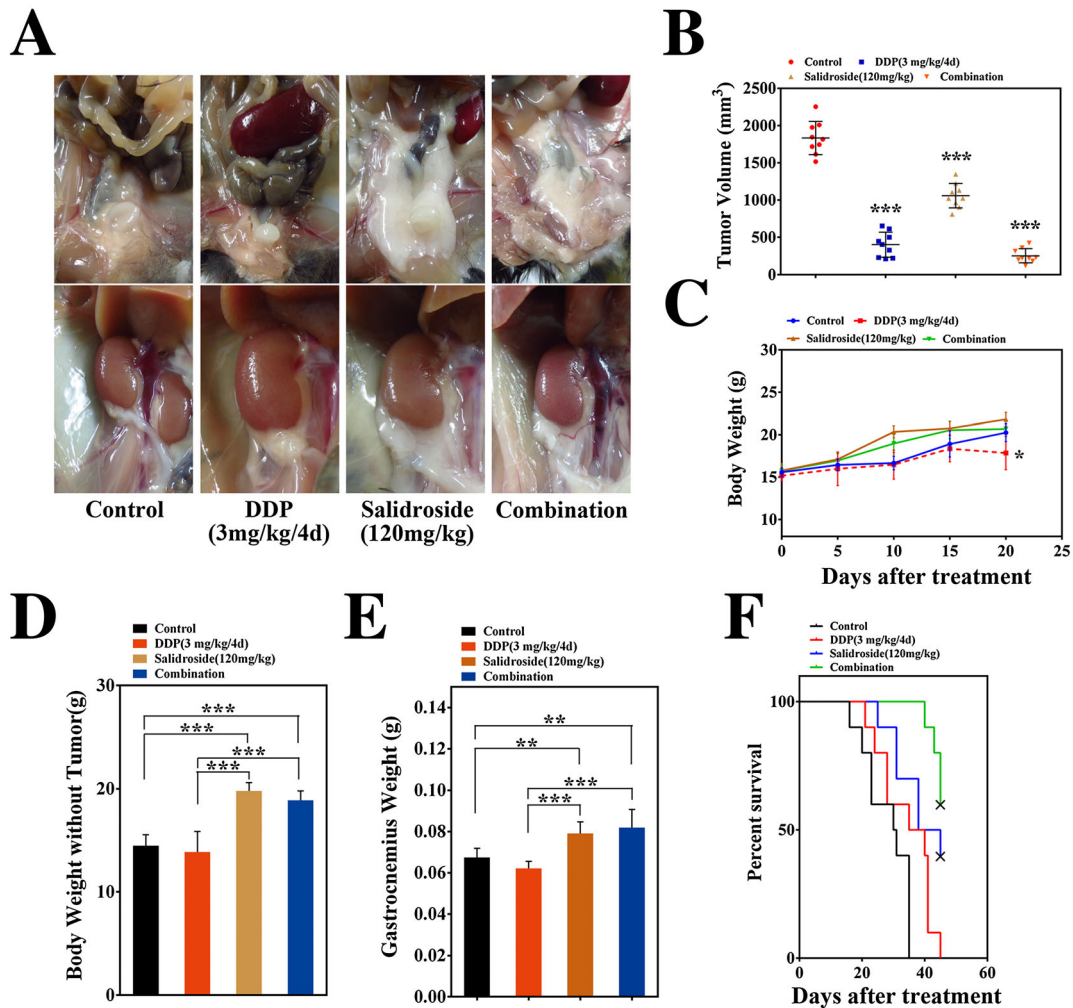 A
Control
DDP
(3mg/kg/4d)
Salidroside
(120mg/kg)
Combination
B
DDP(3 mg/kg/4d)
Salidroside(120mg/kg)
Combination
Tumor Volume (mm³)
2500
2000
1500
1000
500
0
***
***
***
C
Control
DDP(3 mg/kg/4d)
Salidroside(120mg/kg)
Combination
Body Weight (g)
30
25
20
15
10
*
0
5
10
15
20
25
Days after treatment
D
Control
DDP(3 mg/kg/4d)
Salidroside(120mg/kg)
Combination
Body Weight without Tumor(g)
30
20
10
0
***
***
***
***
E
Control
DDP(3 mg/kg/4d)
Salidroside(120mg/kg)
Combination
Gastrocnemius Weight (g)
0.14
0.12
0.10
0.08
0.06
0.04
0.02
0.00
**
**
***
***
F
Control
DDP(3 mg/kg/4d)
Salidroside(120mg/kg)
Combination
Percent survival
100
50
0
0
20
40
60
Days after treatment